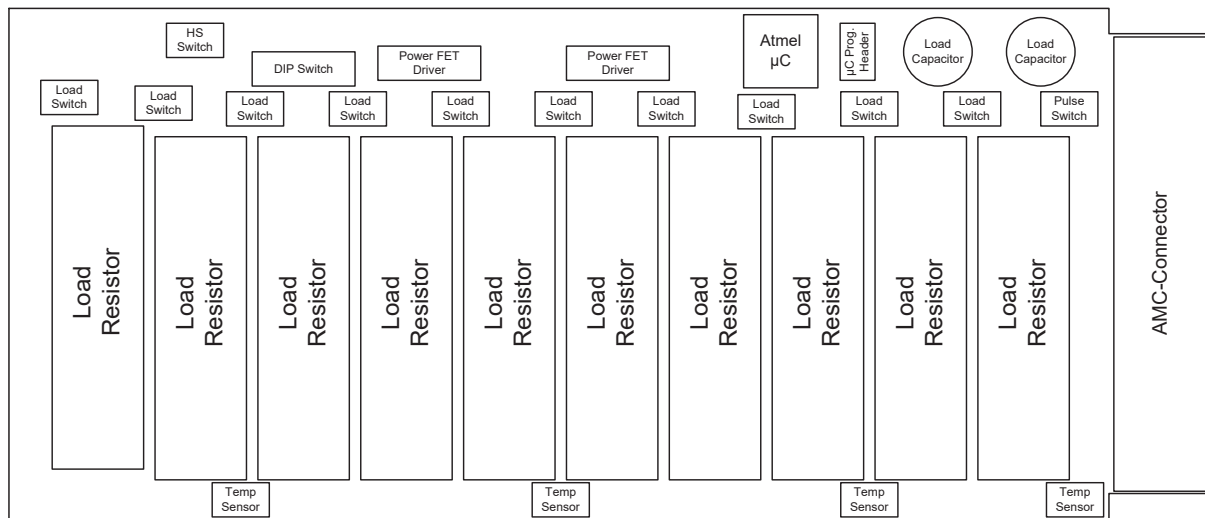 HS
Switch
DIP Switch
Power FET
Driver
Power FET
Driver
Atmel
µC
µC Prog.
Header
Load
Capacitor
Load
Capacitor
Load
Switch
Load
Switch
Load
Switch
Load
Switch
Load
Switch
Load
Switch
Load
Switch
Load
Switch
Load
Switch
Load
Switch
Pulse
Switch
Load
Resistor
Load
Resistor
Load
Resistor
Load
Resistor
Load
Resistor
Load
Resistor
Load
Resistor
Load
Resistor
Load
Resistor
Load
Resistor
AMC-Connector
Temp
Sensor
Temp
Sensor
Temp
Sensor
Temp
Sensor